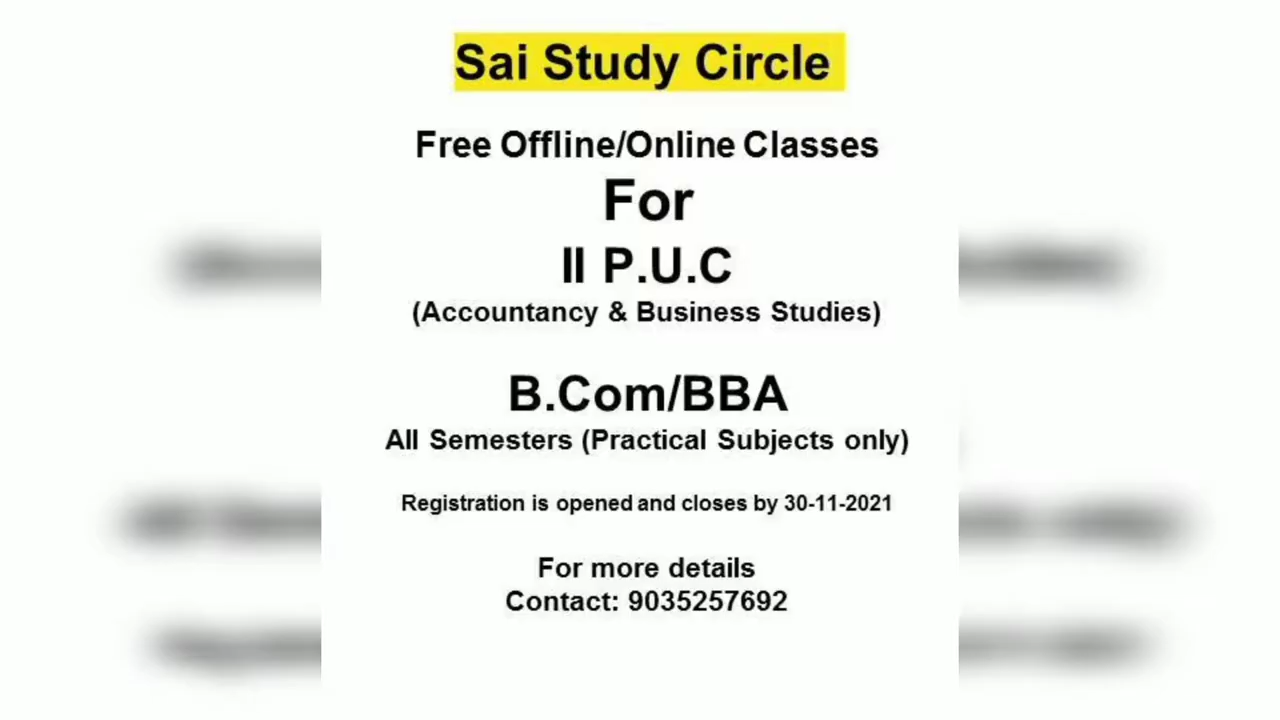 Sai Study Circle
Free Offline/Online Classes
For
II P.U.C
(Accountancy & Business Studies)
B.Com/BBA
All Semesters (Practical Subjects only)
Registration is opened and closes by 30-11-2021
For more details
Contact: 9035257692